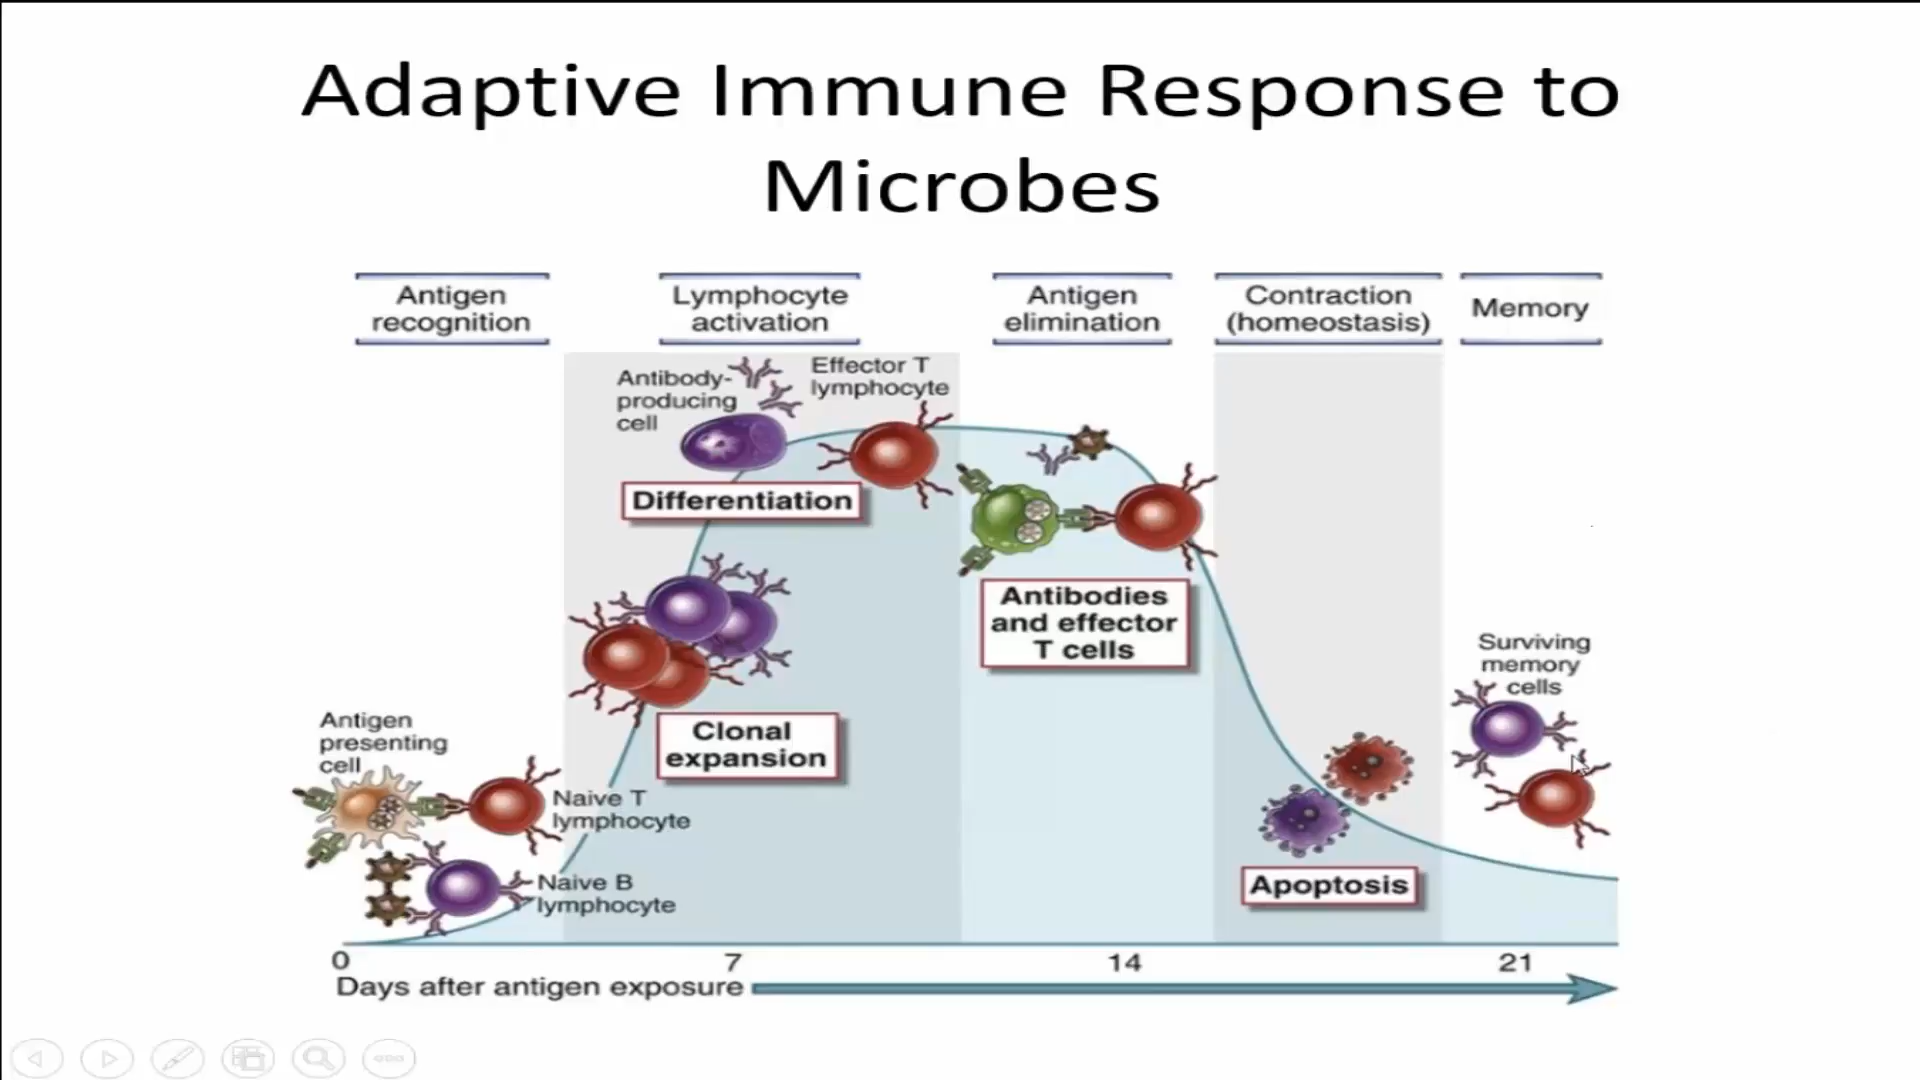 Adaptive Immune Response to
Microbes
Antigen
recognition
Lymphocyte
activation
Antigen
elimination
Contraction
(homeostasis)
Memory
Antibody-
producing
cell
Effector T
lymphocyte
Differentiation
Clonal
expansion
Antibodies
and effector
T cells
Antigen
presenting
cell
Naive T
lymphocyte
Naive B
lymphocyte
Apoptosis
Surviving
memory
cells
0 7 14 21
Days after antigen exposure